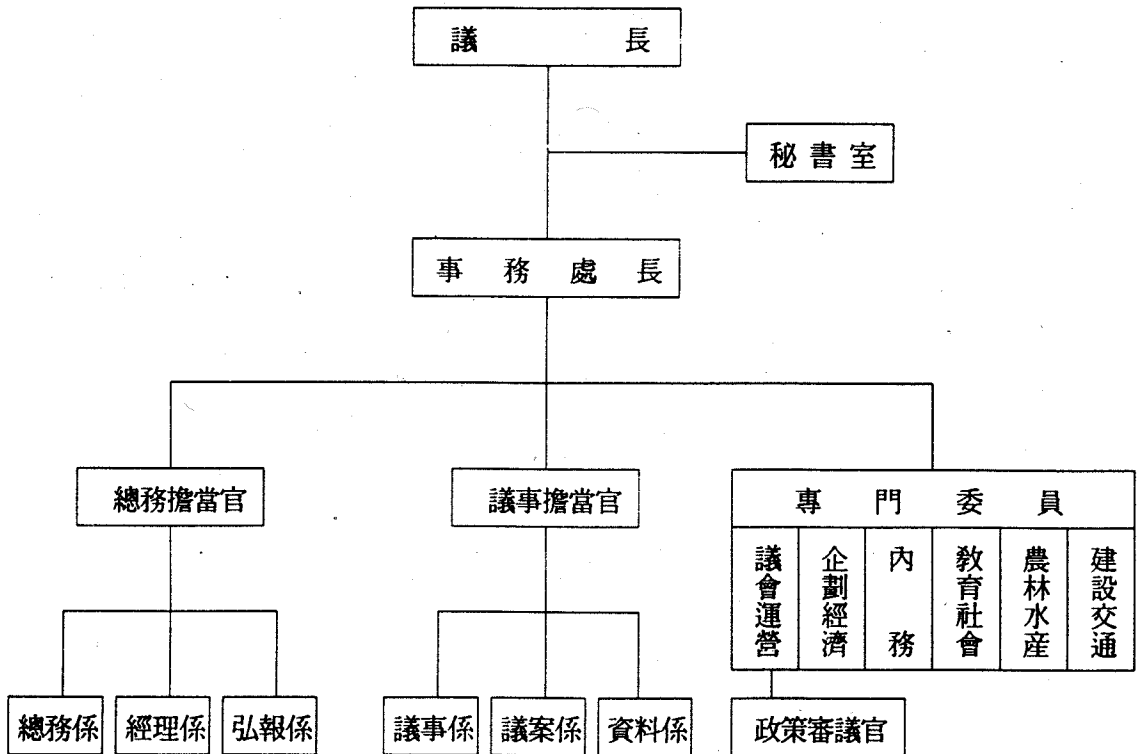 議長
秘書室
事務處長
總務擔當官
議事擔當官
專門委員
議會運營
企劃經濟
內務
敎育社會
農林水産
建設交通
總務係
經理係
弘報係
議事係
議案係
資料係
政策審議官